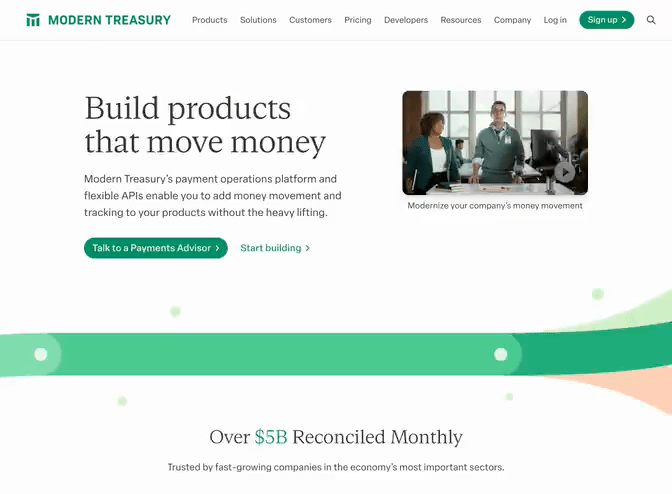 MODERN TREASURY
Products
Solutions
Customers
Pricing
Developers
Resources
Company
Log in
Sign up
Build products
that move money
Modern Treasury's payment operations platform and
flexible APIs enable you to add money movement and
tracking to your products without the heavy lifting.
Talk to a Payments Advisor
Start building
Modernize your company's money movement
Over $5B Reconciled Monthly
Trusted by fast-growing companies in the economy's most important sectors.